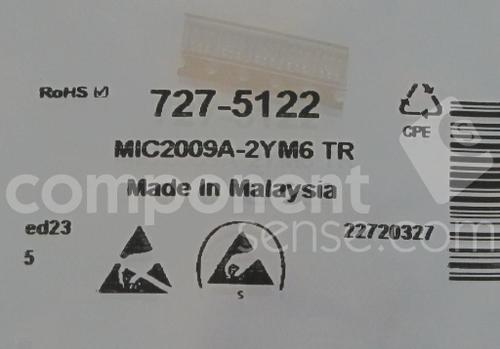 RoHS
727-5122
CPE
MIC2009A-2YM6 TR
Made in Malaysia
component
sense.com
ed23
22720327
5
S